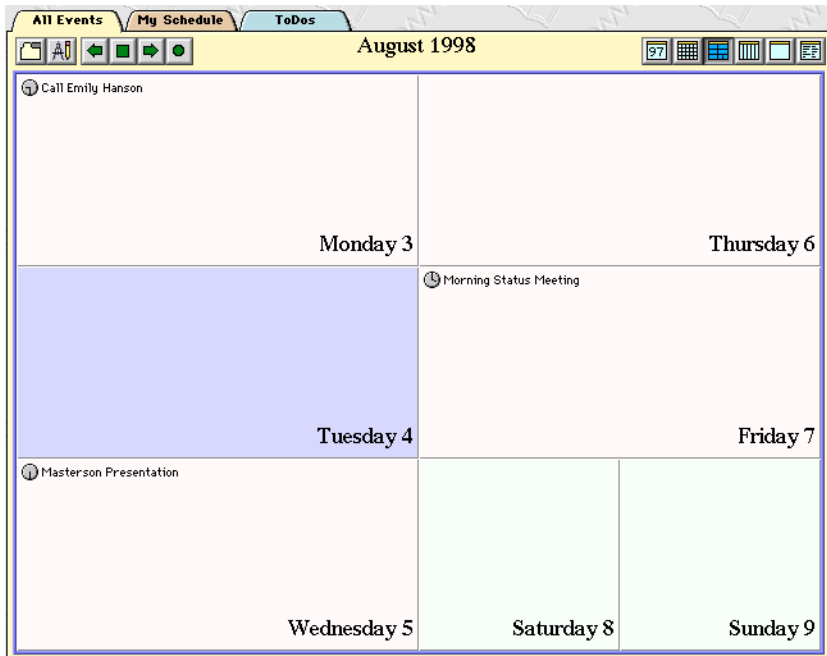 All Events My Schedule ToDos
August 1998
97
Call Emily Hanson
Monday 3
Thursday 6
Tuesday 4
Morning Status Meeting
Friday 7
Masterson Presentation
Wednesday 5
Saturday 8
Sunday 9